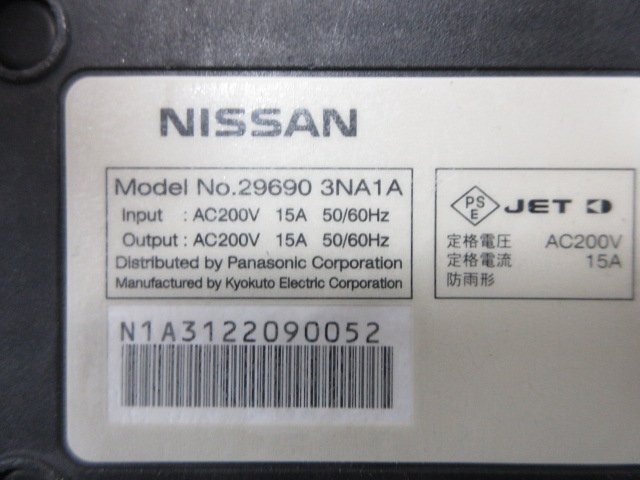 NISSAN
Model No.29690 3NA1A
Input : AC200V 15A 50/60Hz
Output : AC200V 15A 50/60Hz
Distributed by Panasonic Corporation
Manufactured by Kyokuto Electric Corporation
PS
E
JET
定格電圧 AC200V
定格電流 15A
防雨形
N1A3122090052